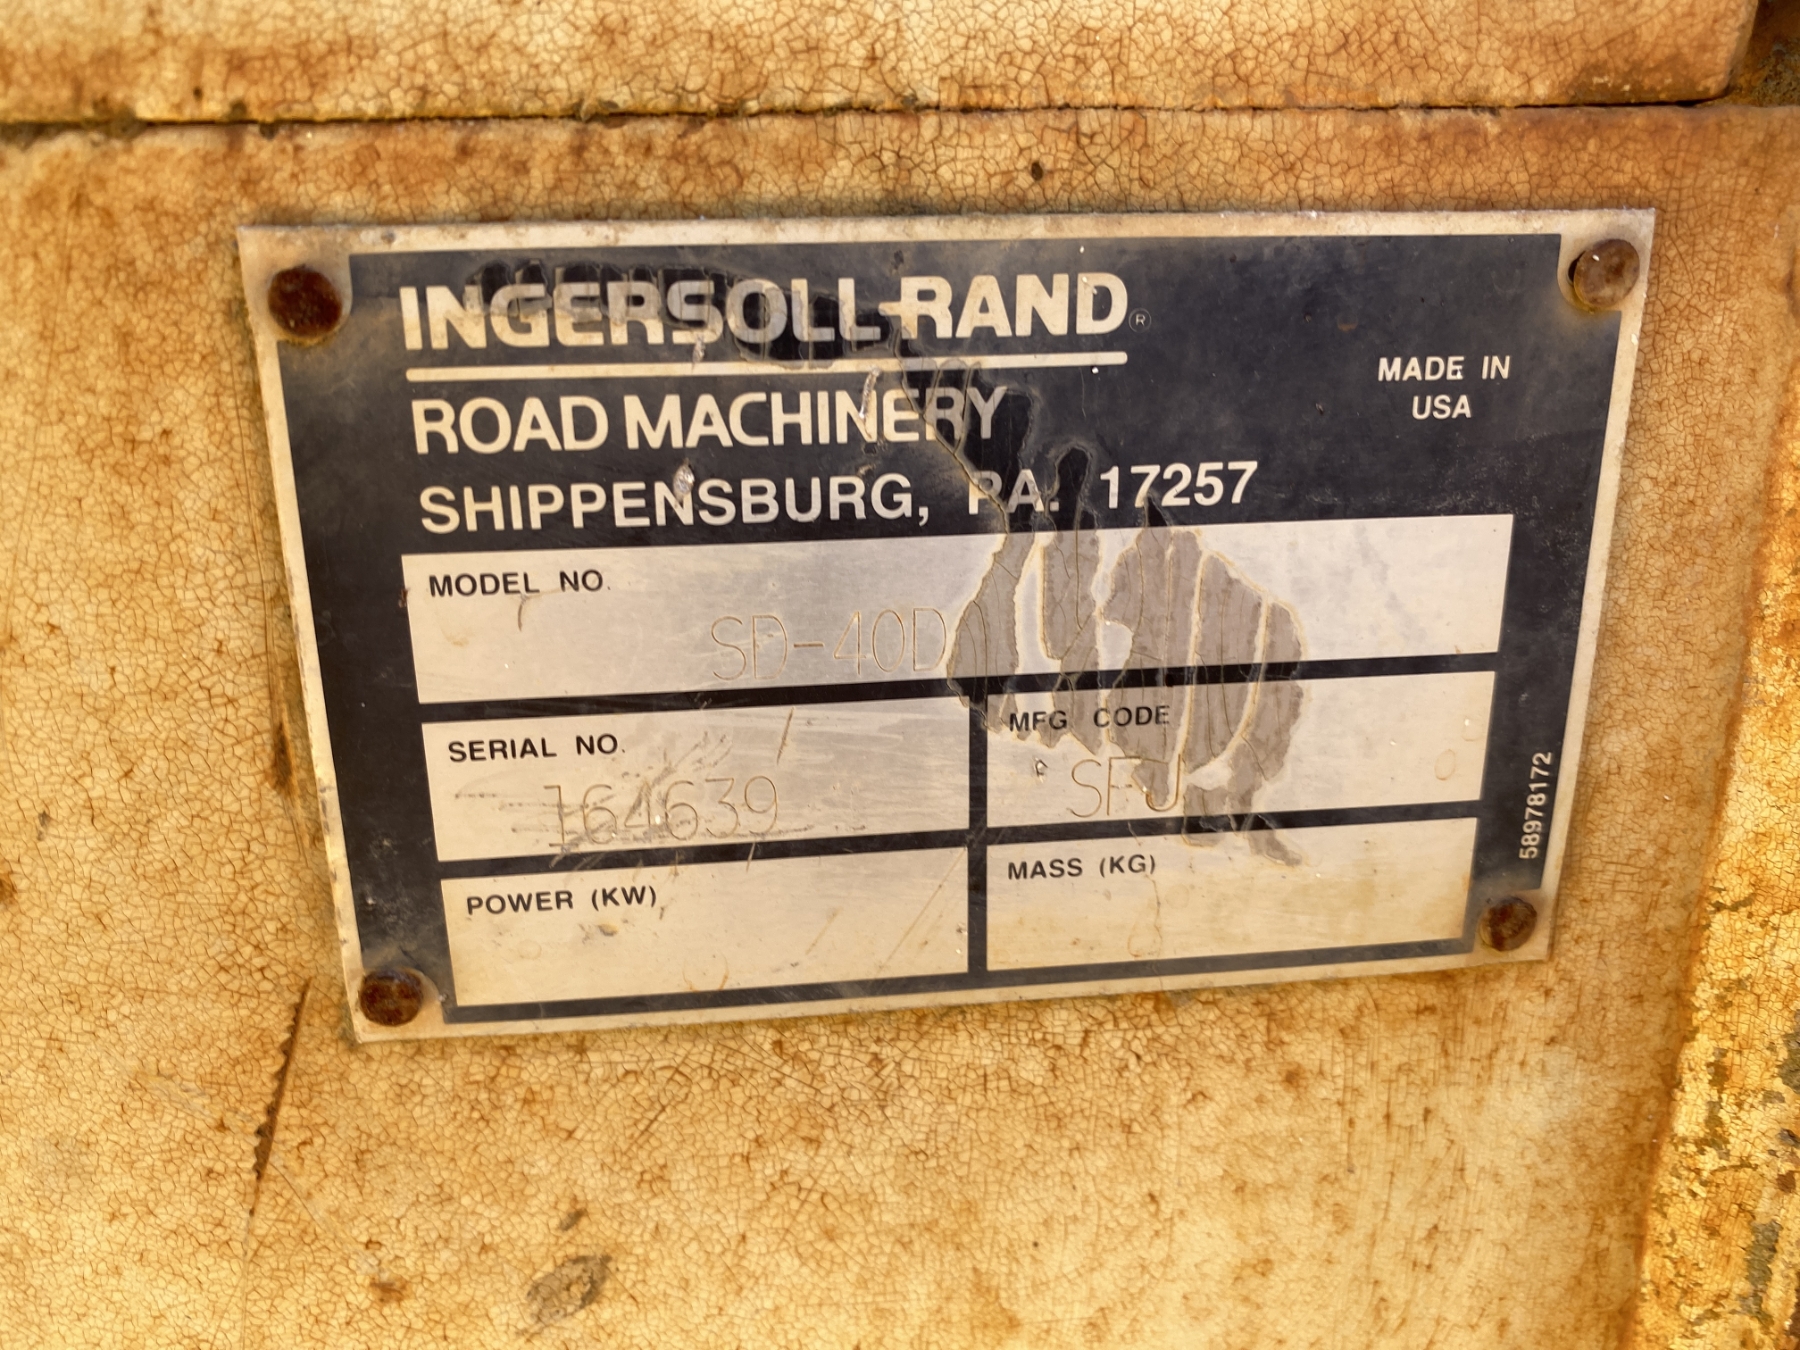 INGERSOLL-RAND®
ROAD MACHINERY
SHIPPENSBURG, PA. 17257
MADE IN
USA
MODEL NO.
SD-40D
SERIAL NO.
164639
MFG CODE
SFJ
POWER (KW)
MASS (KG)
58978172